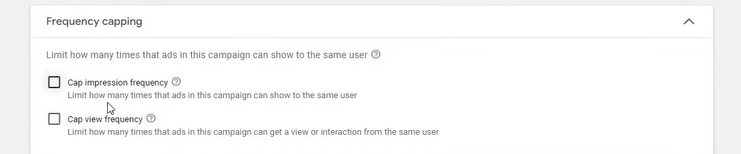 Frequency capping
Limit how many times that ads in this campaign can show to the same user
Cap impression frequency
Limit how many times that ads in this campaign can show to the same user
Cap view frequency
Limit how many times that ads in this campaign can get a view or interaction from the same user